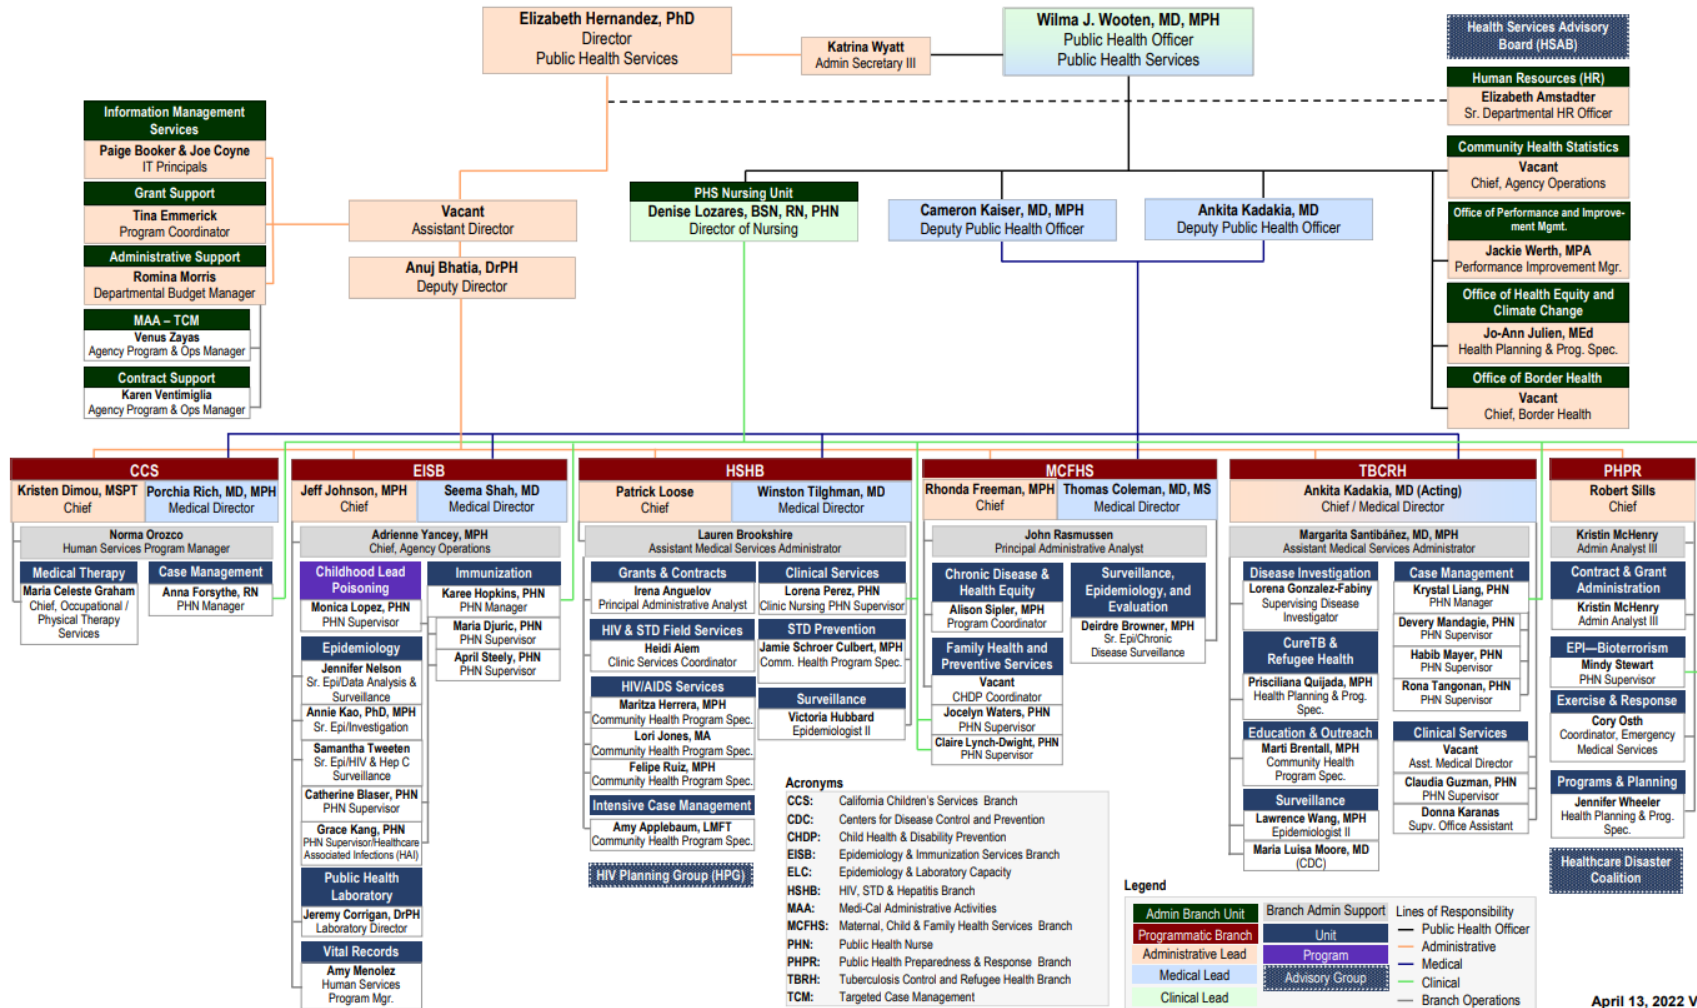 Elizabeth Hernandez, PhD
Director
Public Health Services
Katrina Wyatt
Admin Secretary III
Wilma J. Wooten, MD, MPH
Public Health Officer
Public Health Services
Health Services Advisory
Board (HSAB)
Human Resources (HR)
Elizabeth Amstadter
Sr. Departmental HR Officer
Information Management
Services
Paige Booker & Joe Coyne
IT Principals
Grant Support
Tina Emmerick
Program Coordinator
Administrative Support
Romina Morris
Departmental Budget Manager
MAA – TCM
Venus Zayas
Agency Program & Ops Manager
Contract Support
Karen Ventimiglia
Agency Program & Ops Manager
Vacant
Assistant Director
Anuj Bhatia, DrPH
Deputy Director
PHS Nursing Unit
Denise Lozares, BSN, RN, PHN
Director of Nursing
Cameron Kaiser, MD, MPH
Deputy Public Health Officer
Ankita Kadakia, MD
Deputy Public Health Officer
Community Health Statistics
Vacant
Chief, Agency Operations
Office of Performance and Improve-
ment Mgmt.
Jackie Werth, MPA
Performance Improvement Mgr.
Office of Health Equity and
Climate Change
Jo-Ann Julien, MEd
Health Planning & Prog. Spec.
Office of Border Health
Vacant
Chief, Border Health
CCS
Kristen Dimou, MSPT
Chief
Porchia Rich, MD, MPH
Medical Director
Norma Orozco
Human Services Program Manager
Medical Therapy
Maria Celeste Graham
Chief, Occupational /
Physical Therapy
Services
Case Management
Anna Forsythe, RN
PHN Manager
EISB
Jeff Johnson, MPH
Chief
Seema Shah, MD
Medical Director
Adrienne Yancey, MPH
Chief, Agency Operations
Childhood Lead
Poisoning
Monica Lopez, PHN
PHN Supervisor
Epidemiology
Jennifer Nelson
Sr. Epi/Data Analysis &
Surveillance
Annie Kao, PhD, MPH
Sr. Epi/Investigation
Samantha Tweeten
Sr. Epi/HIV & Hep C
Surveillance
Catherine Blaser, PHN
PHN Supervisor
Grace Kang, PHN
PHN Supervisor/Healthcare
Associated Infections (HAI)
Public Health
Laboratory
Jeremy Corrigan, DrPH
Laboratory Director
Vital Records
Amy Menolez
Human Services
Program Mgr.
Immunization
Karee Hopkins, PHN
PHN Manager
Maria Djuric, PHN
PHN Supervisor
April Steely, PHN
PHN Supervisor
HSHB
Patrick Loose
Chief
Winston Tilghman, MD
Medical Director
Lauren Brookshire
Assistant Medical Services Administrator
Grants & Contracts
Irena Anguelov
Principal Administrative Analyst
HIV & STD Field Services
Heidi Aiem
Clinic Services Coordinator
HIV/AIDS Services
Maritza Herrera, MPH
Community Health Program Spec.
Lori Jones, MA
Community Health Program Spec.
Felipe Ruiz, MPH
Community Health Program Spec.
Intensive Case Management
Amy Applebaum, LMFT
Community Health Program Spec.
HIV Planning Group (HPG)
Clinical Services
Lorena Perez, PHN
Clinic Nursing PHN Supervisor
STD Prevention
Jamie Schroer Culbert, MPH
Comm. Health Program Spec.
Surveillance
Victoria Hubbard
Epidemiologist II
MCFHS
Rhonda Freeman, MPH
Chief
Thomas Coleman, MD, MS
Medical Director
John Rasmussen
Principal Administrative Analyst
Chronic Disease &
Health Equity
Alison Sipler, MPH
Program Coordinator
Family Health and
Preventive Services
Vacant
CHDP Coordinator
Jocelyn Waters, PHN
PHN Supervisor
Claire Lynch-Dwight, PHN
PHN Supervisor
Surveillance,
Epidemiology, and
Evaluation
Deirdre Browner, MPH
Sr. Epi/Chronic
Disease Surveillance
TBCRH
Ankita Kadakia, MD (Acting)
Chief / Medical Director
Margarita Santibáñez, MD, MPH
Assistant Medical Services Administrator
Disease Investigation
Lorena Gonzalez-Fabiny
Supervising Disease
Investigator
CureTB &
Refugee Health
Prisciliana Quijada, MPH
Health Planning & Prog.
Spec.
Education & Outreach
Marti Brentall, MPH
Community Health
Program Spec.
Surveillance
Lawrence Wang, MPH
Epidemiologist II
Maria Luisa Moore, MD
(CDC)
Case Management
Krystal Liang, PHN
PHN Manager
Devery Mandagie, PHN
PHN Supervisor
Habib Mayer, PHN
PHN Supervisor
Rona Tangonan, PHN
PHN Supervisor
Clinical Services
Vacant
Asst. Medical Director
Claudia Guzman, PHN
PHN Supervisor
Donna Karanas
Supv. Office Assistant
PHPR
Robert Sills
Chief
Kristin McHenry
Admin Analyst III
Contract & Grant
Administration
Kristin McHenry
Admin Analyst III
EPI—Bioterrorism
Mindy Stewart
PHN Supervisor
Exercise & Response
Cory Osth
Coordinator, Emergency
Medical Services
Programs & Planning
Jennifer Wheeler
Health Planning & Prog.
Spec.
Healthcare Disaster
Coalition
Acronyms
CCS: California Children's Services Branch
CDC: Centers for Disease Control and Prevention
CHDP: Child Health & Disability Prevention
EISB: Epidemiology & Immunization Services Branch
ELC: Epidemiology & Laboratory Capacity
HSHB: HIV, STD & Hepatitis Branch
MAA: Medi-Cal Administrative Activities
MCFHS: Maternal, Child & Family Health Services Branch
PHN: Public Health Nurse
PHPR: Public Health Preparedness & Response Branch
TBRH: Tuberculosis Control and Refugee Health Branch
TCM: Targeted Case Management
Legend
Admin Branch Unit
Programmatic Branch
Administrative Lead
Medical Lead
Clinical Lead
Branch Admin Support
Unit
Program
Advisory Group
Lines of Responsibility
Public Health Officer
Administrative
Medical
Clinical
Branch Operations
April 13, 2022 V